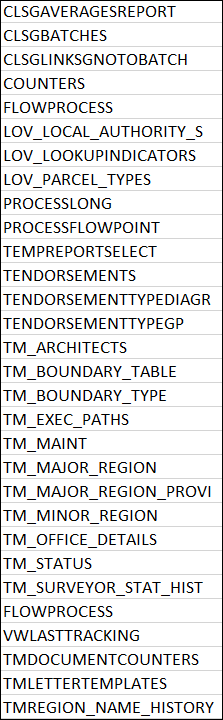 CLSGAVERAGESREPORT
CLSGBATCHES
CLSGLINKSGNOTOBATCH
COUNTERS
FLOWPROCESS
LOV_LOCAL_AUTHORITY_S
LOV_LOOKUPINDICATORS
LOV_PARCEL_TYPES
PROCESSLONG
PROCESSFLOWPOINT
TEMPREPORTSELECT
TENDORSEMENTS
TENDORSEMENTTYPEDIAGR
TENDORSEMENTTYPEGP
TM_ARCHITECTS
TM_BOUNDARY_TABLE
TM_BOUNDARY_TYPE
TM_EXEC_PATHS
TM_MAINT
TM_MAJOR_REGION
TM_MAJOR_REGION_PROVI
TM_MINOR_REGION
TM_OFFICE_DETAILS
TM_STATUS
TM_SURVEYOR_STAT_HIST
FLOWPROCESS
VWLASTTRACKING
TMDOCUMENTCOUNTERS
TMLETTERTEMPLATES
TMREGION_NAME_HISTORY